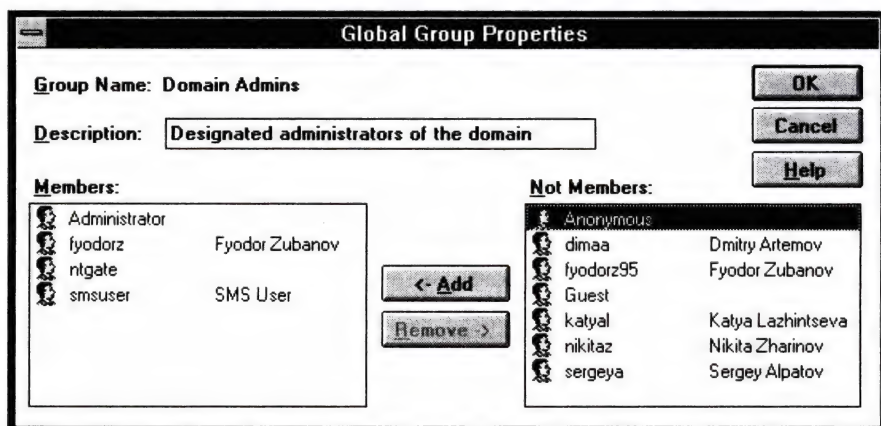 Global Group Properties
Group Name: Domain Admins
Description: Designated administrators of the domain
OK
Cancel
Help
Members:
Administrator
fyodorz Fyodor Zubanov
ntgate
smsuser SMS User
<- Add
Remove ->
Not Members:
Anonymous
dimaa Dmitry Artemov
fyodorz95 Fyodor Zubanov
Guest
katyal Katya Lazhintseva
nikitaz Nikita Zharinov
sergeya Sergey Alpatov